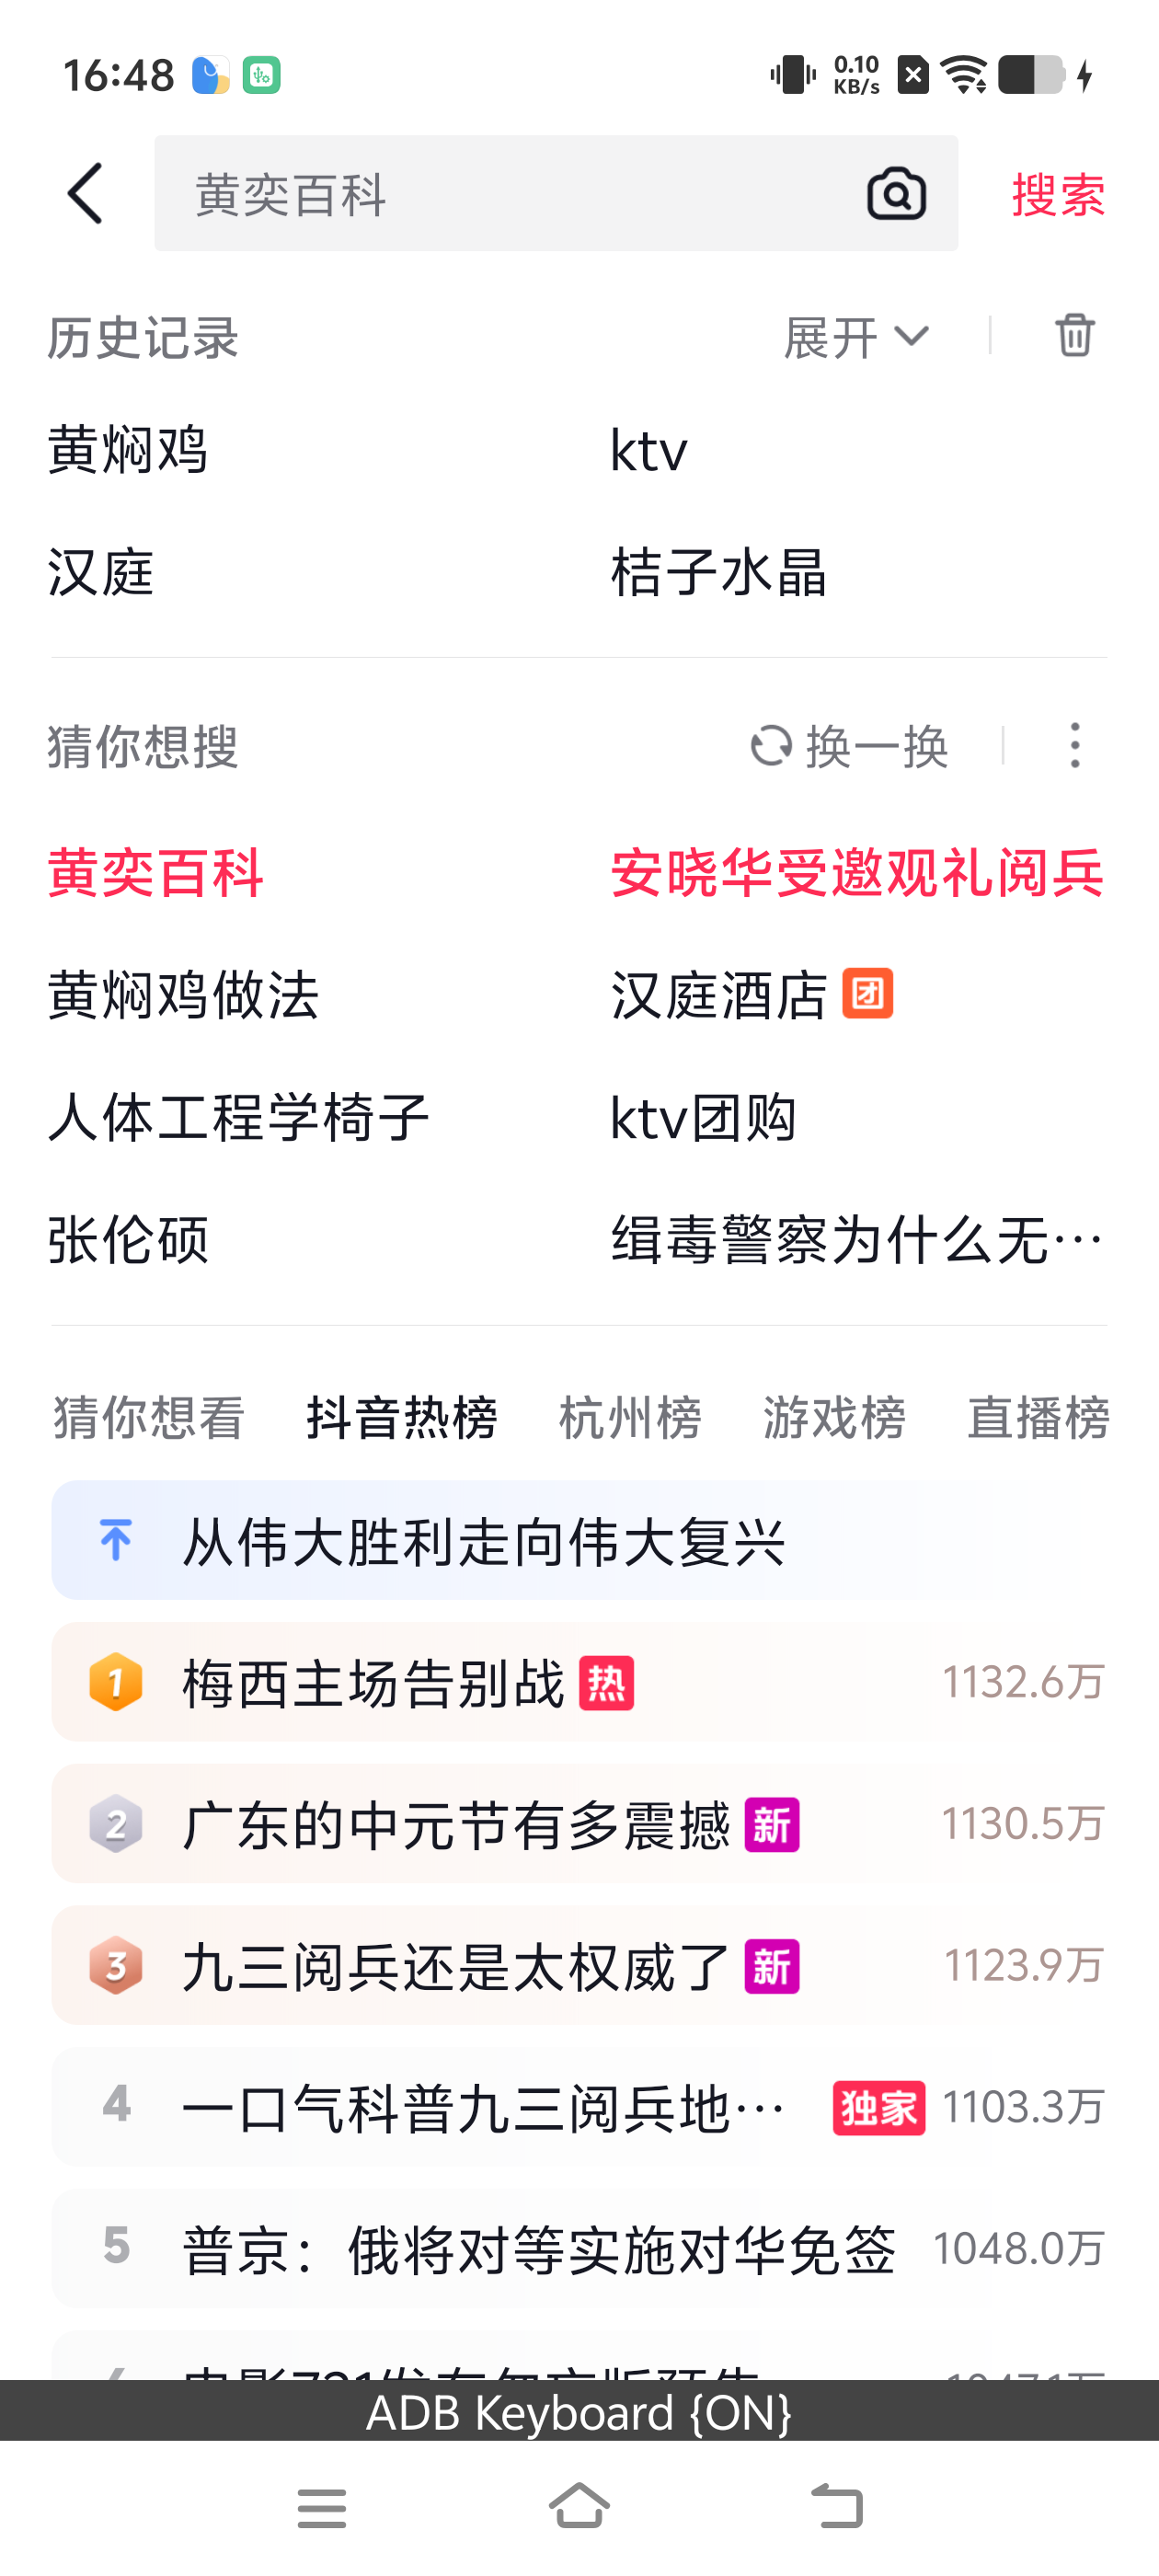 16:48
0.10
KB/s
黄奕百科
搜索
历史记录
展开
黄焖鸡
ktv
汉庭
桔子水晶
猜你想搜
换一换
黄奕百科
安晓华受邀观礼阅兵
黄焖鸡做法
汉庭酒店 团
人体工程学椅子
ktv团购
张伦硕
缉毒警察为什么无…
猜你想看 抖音热榜 杭州榜 游戏榜 直播榜
从伟大胜利走向伟大复兴
1 梅西主场告别战 热 1132.6万
2 广东的中元节有多震撼 新 1130.5万
3 九三阅兵还是太权威了 新 1123.9万
4 一口气科普九三阅兵地… 独家 1103.3万
5 普京：俄将对等实施对华免签 1048.0万
ADB Keyboard {ON}